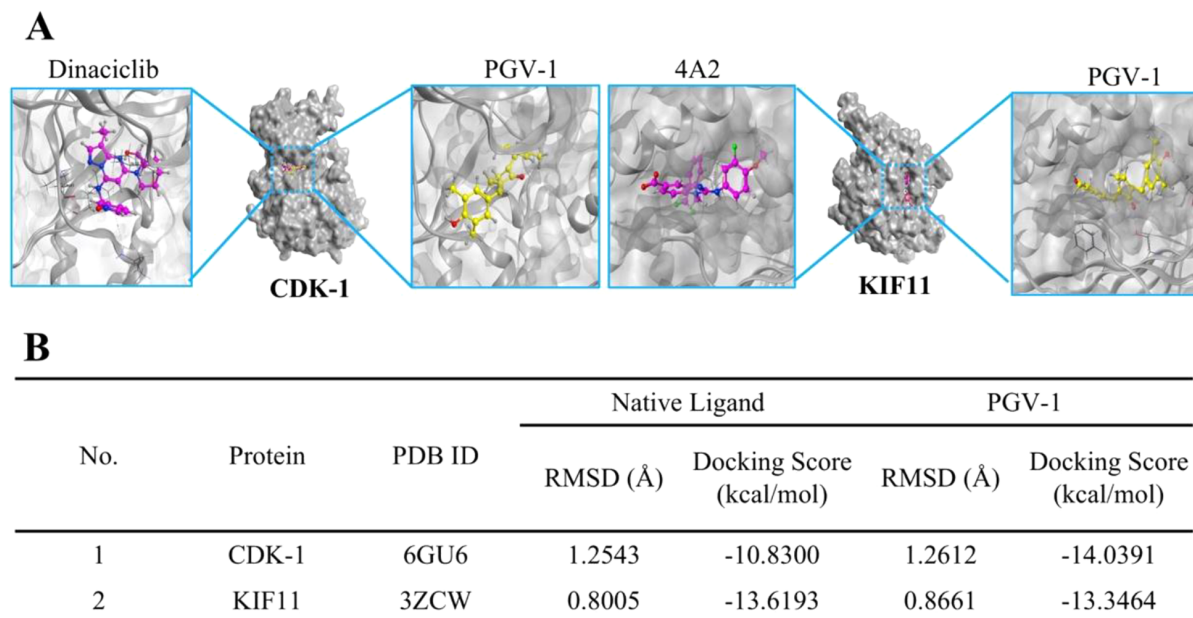 A
Dinaciclib
PGV-1
4A2
PGV-1
CDK-1
KIF11
B
Native Ligand PGV-1
No. Protein PDB ID RMSD (Å) Docking Score (kcal/mol) RMSD (Å) Docking Score (kcal/mol)
1 CDK-1 6GU6 1.2543 -10.8300 1.2612 -14.0391
2 KIF11 3ZCW 0.8005 -13.6193 0.8661 -13.3464